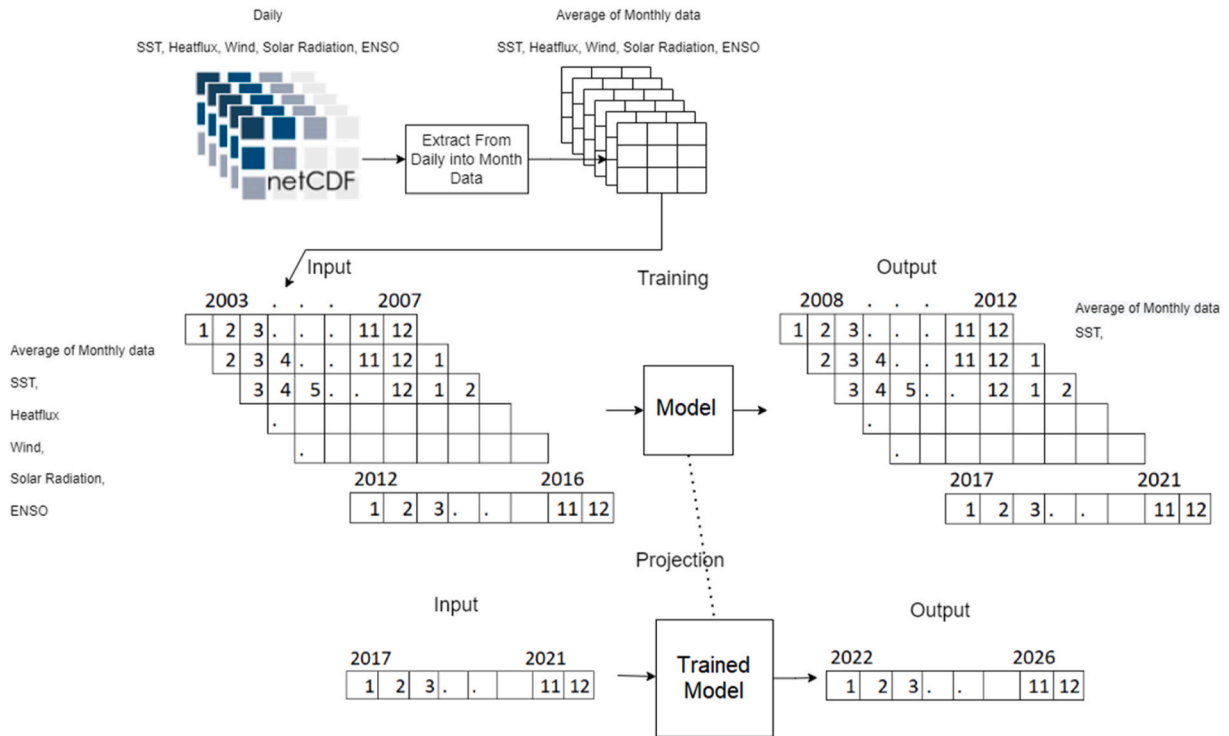 Daily
SST, Heatflux, Wind, Solar Radiation, ENSO
Average of Monthly data
SST, Heatflux, Wind, Solar Radiation, ENSO
netCDF
Extract From
Daily into Month
Data
Input
Training
Output
2003 . . . 2007
1 2 3 . . . 11 12
2 3 4 . . 11 12 1
3 4 5 . . 12 1 2
.
.
2012 2016
1 2 3 . . 11 12
Average of Monthly data
SST,
Heatflux
Wind,
Solar Radiation,
ENSO
Model
2008 . . . 2012
1 2 3 . . . 11 12
2 3 4 . . 11 12 1
3 4 5 . . 12 1 2
.
.
2017 2021
1 2 3 . . 11 12
Average of Monthly data
SST,
Projection
Input
2017 2021
1 2 3 . . 11 12
Trained
Model
Output
2022 2026
1 2 3 . . 11 12